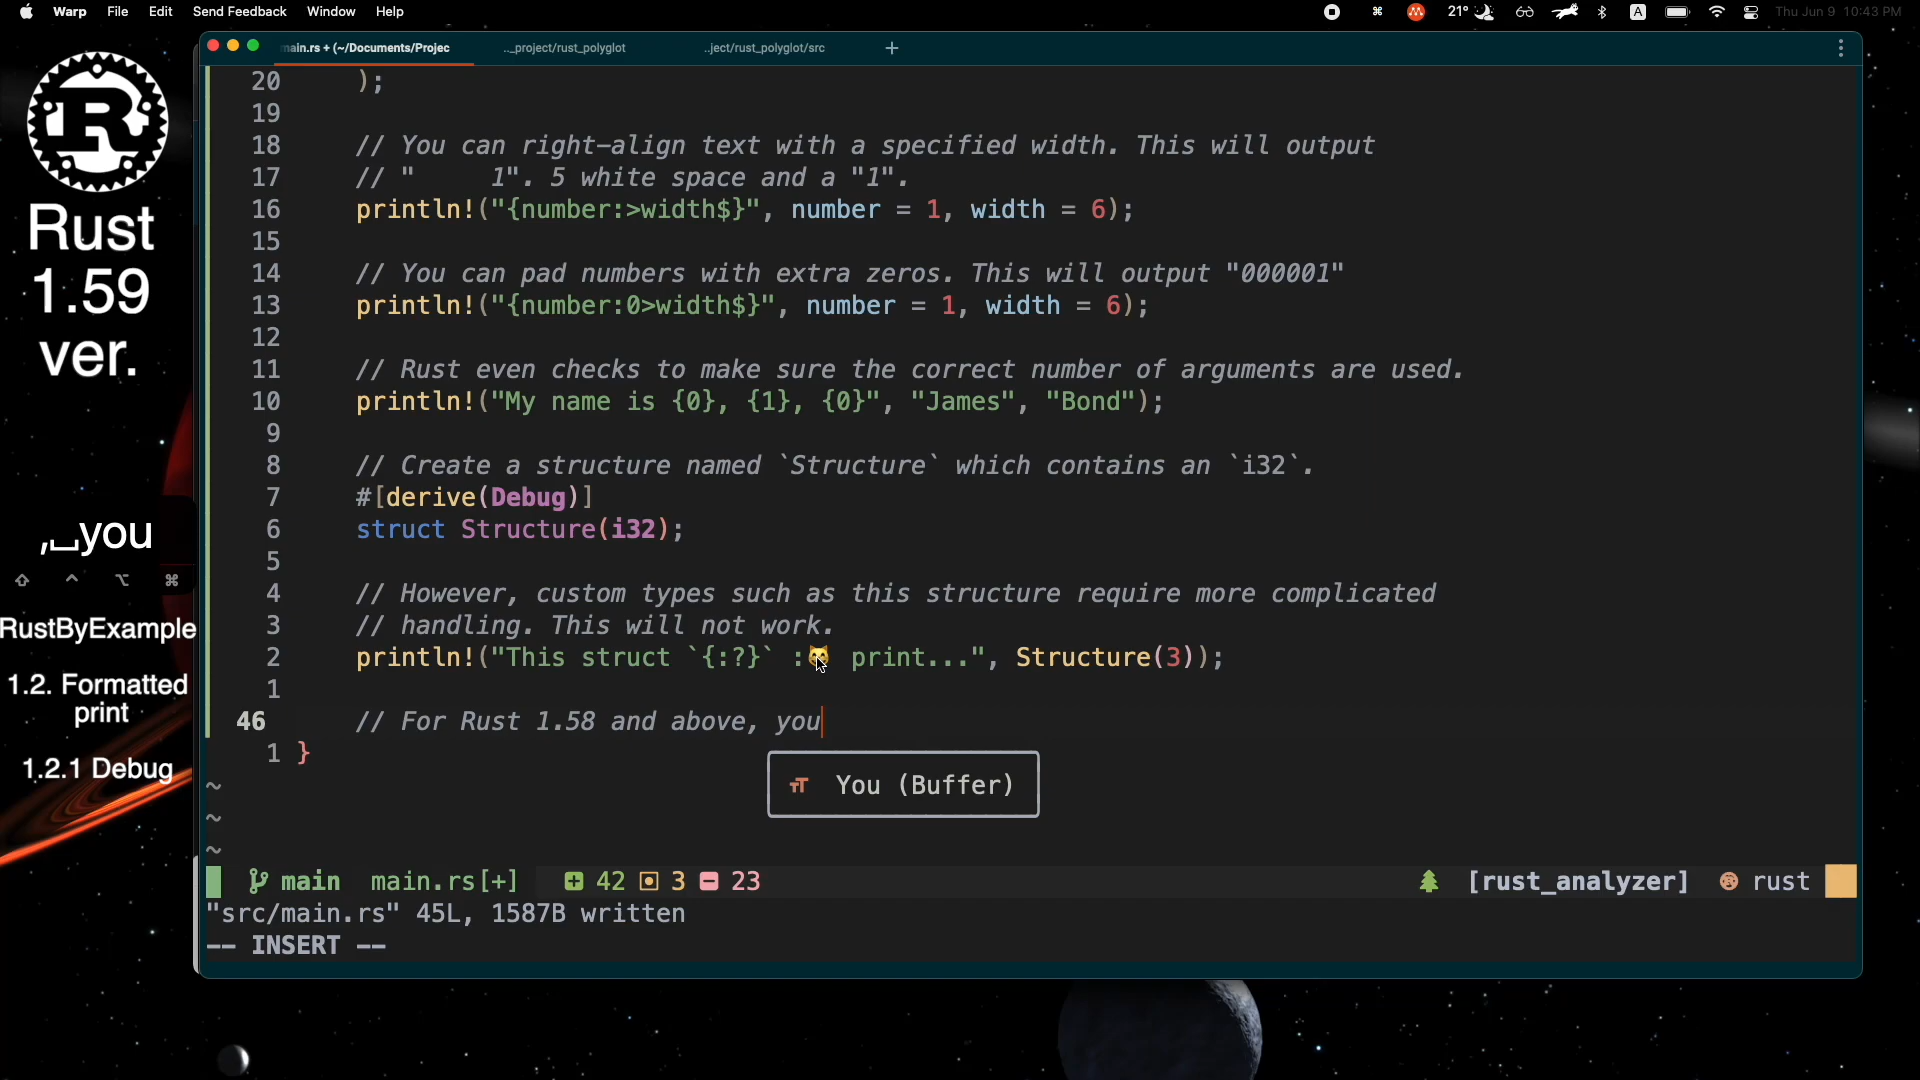 Warp File Edit Send Feedback Window Help
21° A Thu Jun 9 10:43 PM
main.rs + (~/Documents/Projec
.._project/rust_polyglot
..ject/rust_polyglot/src
+
R
Rust
1.59
ver.
,␣you
⇧ ^ ⌥ ⌘
RustByExample
1.2. Formatted
print
1.2.1 Debug
20 );
19
18 // You can right-align text with a specified width. This will output
17 // "     1". 5 white space and a "1".
16 println!("{number:>width$}", number = 1, width = 6);
15
14 // You can pad numbers with extra zeros. This will output "000001"
13 println!("{number:0>width$}", number = 1, width = 6);
12
11 // Rust even checks to make sure the correct number of arguments are used.
10 println!("My name is {0}, {1}, {0}", "James", "Bond");
9
8 // Create a structure named `Structure` which contains an `i32`.
7 #[derive(Debug)]
6 struct Structure(i32);
5
4 // However, custom types such as this structure require more complicated
3 // handling. This will not work.
2 println!("This struct `{:?}` :😸 print...", Structure(3));
1
46 // For Rust 1.58 and above, you
1 }
You (Buffer)
~
~
~
main main.rs[+] 42 3 23 [rust_analyzer] rust
"src/main.rs" 45L, 1587B written
-- INSERT --